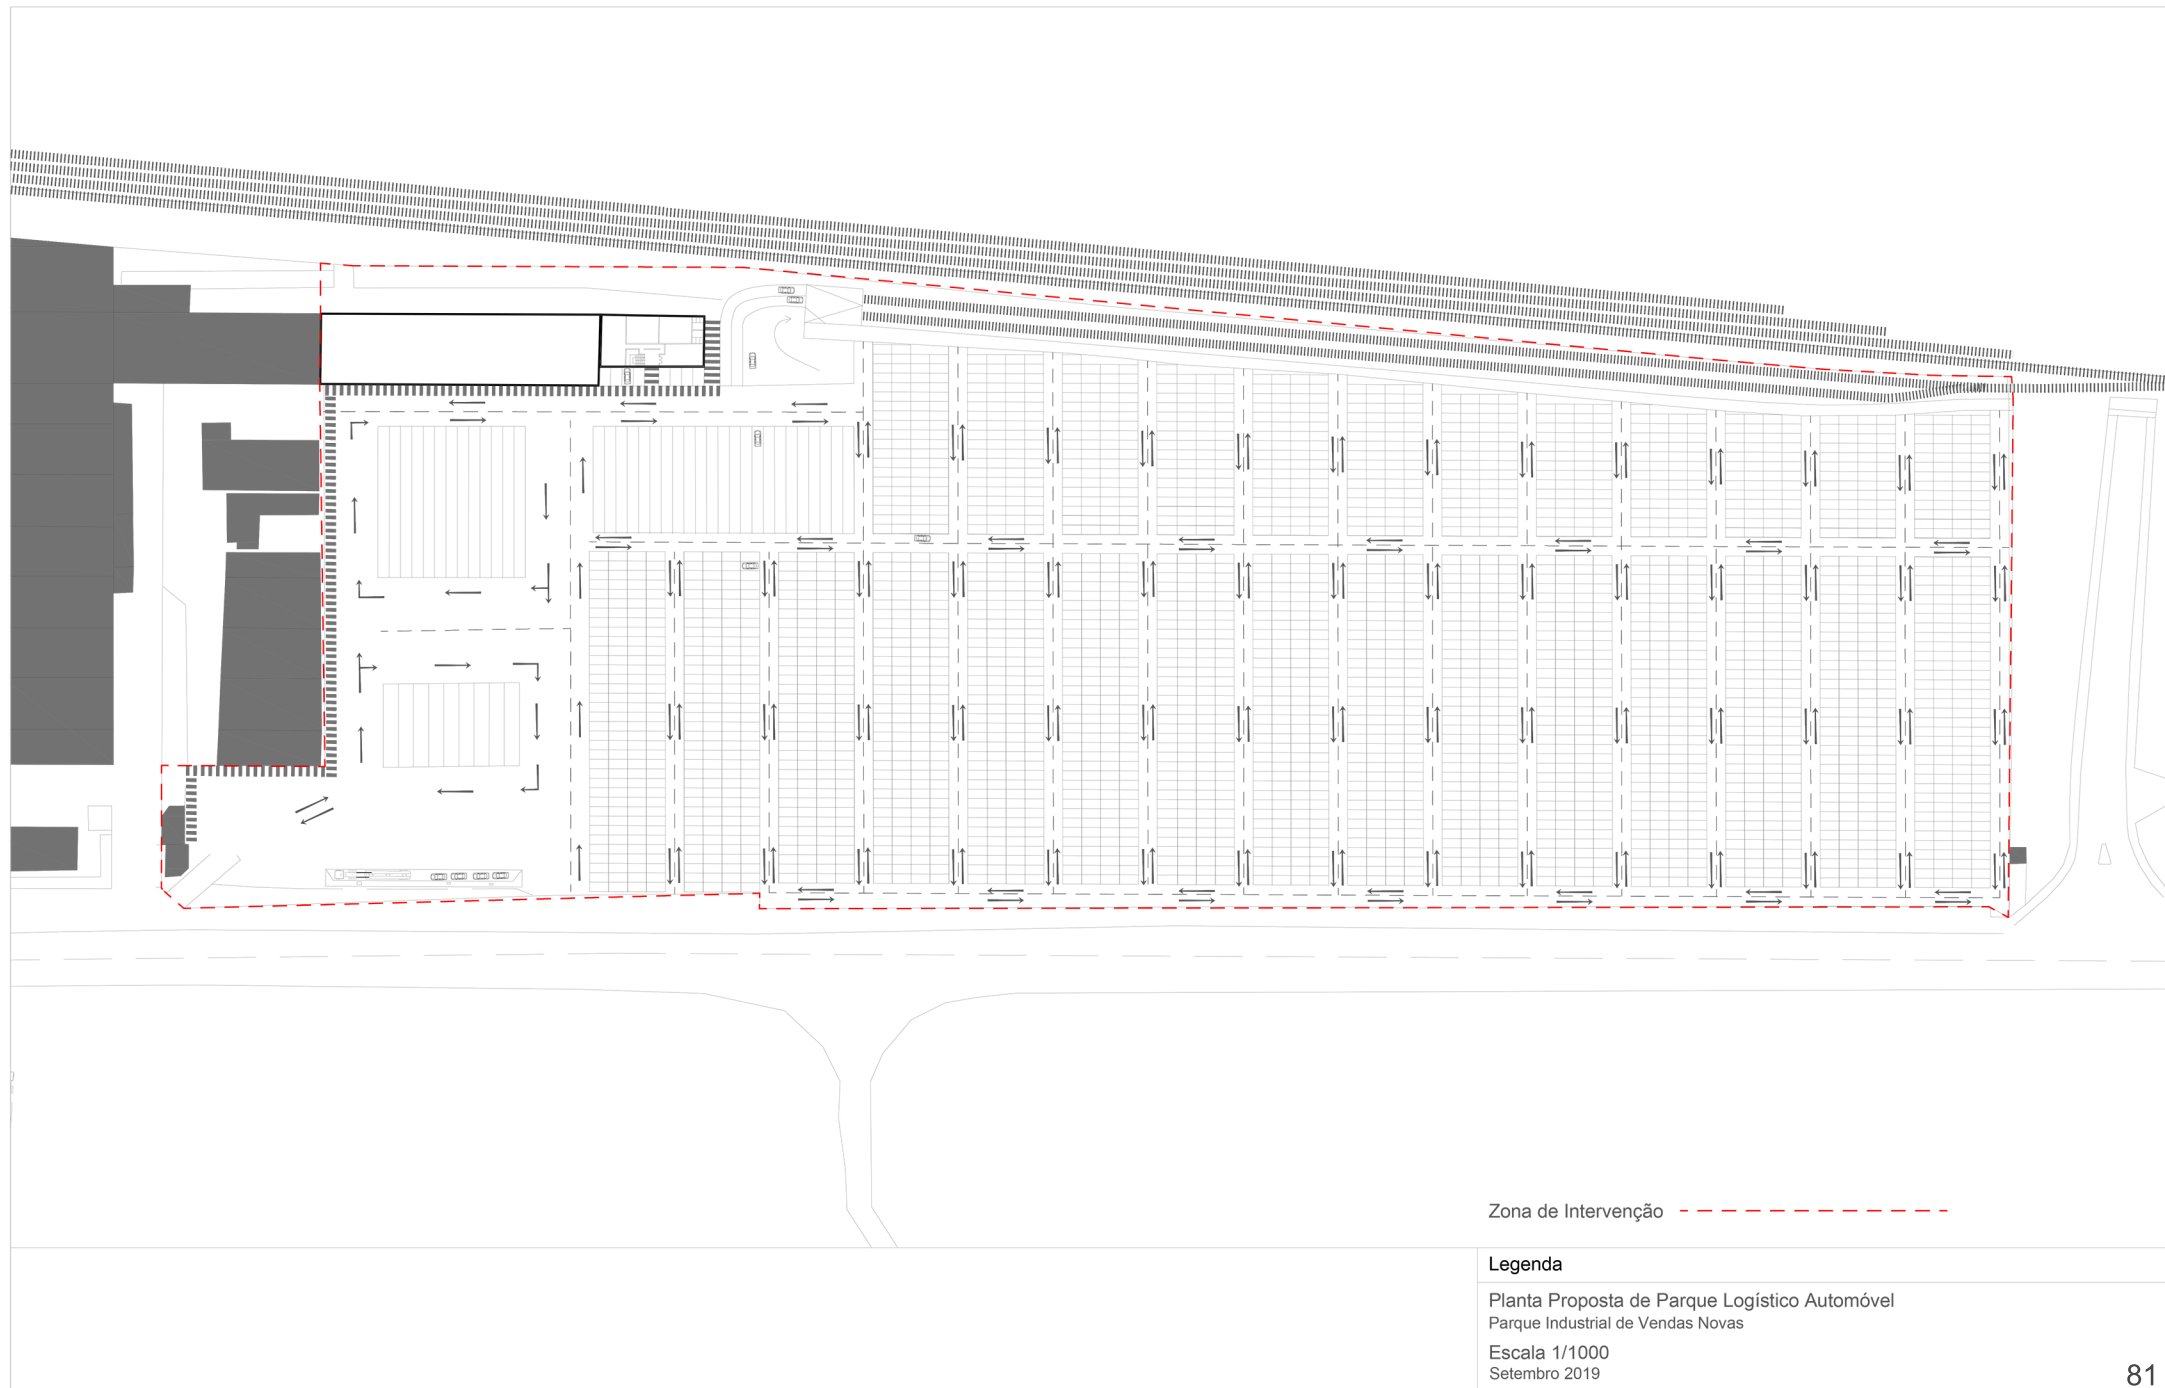 Zona de Intervenção
Legenda
Planta Proposta de Parque Logístico Automóvel
Parque Industrial de Vendas Novas
Escala 1/1000
Setembro 2019
81